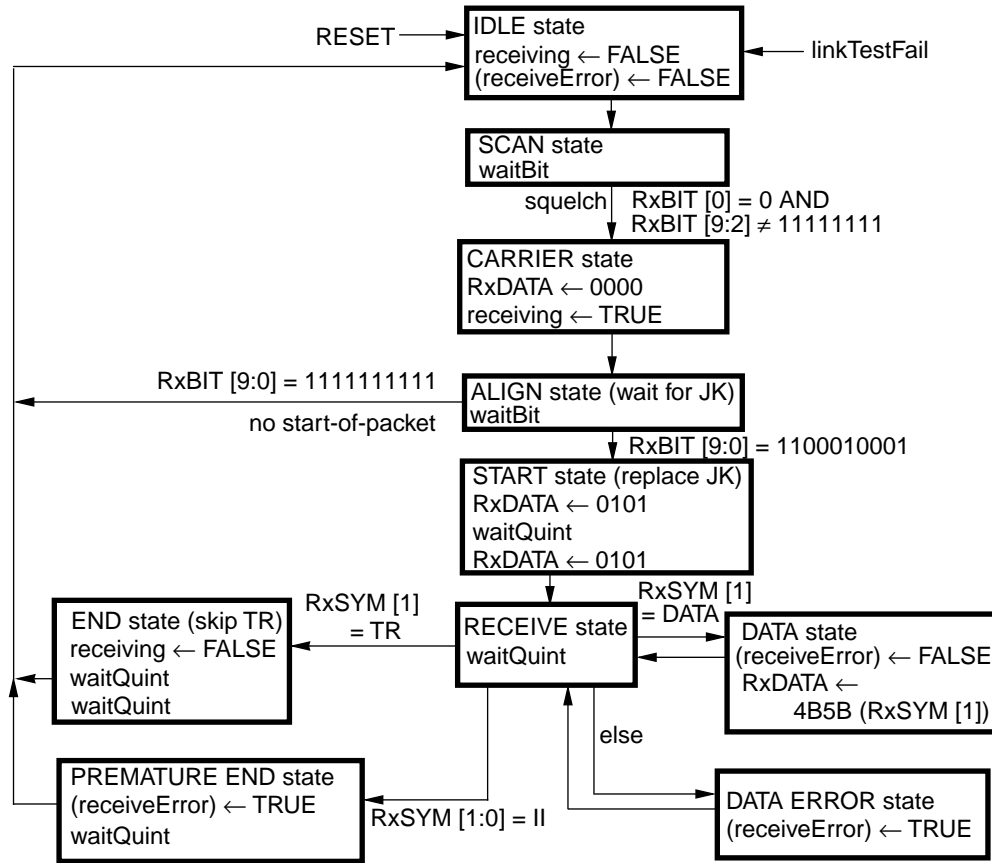 RESET
IDLE state
receiving ← FALSE
(receiveError) ← FALSE
linkTestFail
SCAN state
waitBit
squelch
RxBIT [0] = 0 AND
RxBIT [9:2] ≠ 11111111
CARRIER state
RxDATA ← 0000
receiving ← TRUE
RxBIT [9:0] = 1111111111
no start-of-packet
ALIGN state (wait for JK)
waitBit
RxBIT [9:0] = 1100010001
START state (replace JK)
RxDATA ← 0101
waitQuint
RxDATA ← 0101
RxSYM [1]
= TR
RxSYM [1]
= DATA
END state (skip TR)
receiving ← FALSE
waitQuint
waitQuint
RECEIVE state
waitQuint
DATA state
(receiveError) ← FALSE
RxDATA ←
4B5B (RxSYM [1])
else
PREMATURE END state
(receiveError) ← TRUE
waitQuint
RxSYM [1:0] = II
DATA ERROR state
(receiveError) ← TRUE